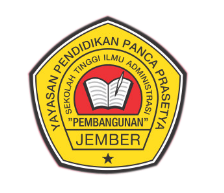 YAYASAN PENDIDIKAN PANCA PRASETYA
SEKOLAH TINGGI ILMU ADMINISTRASI
"PEMBANGUNAN"
JEMBER